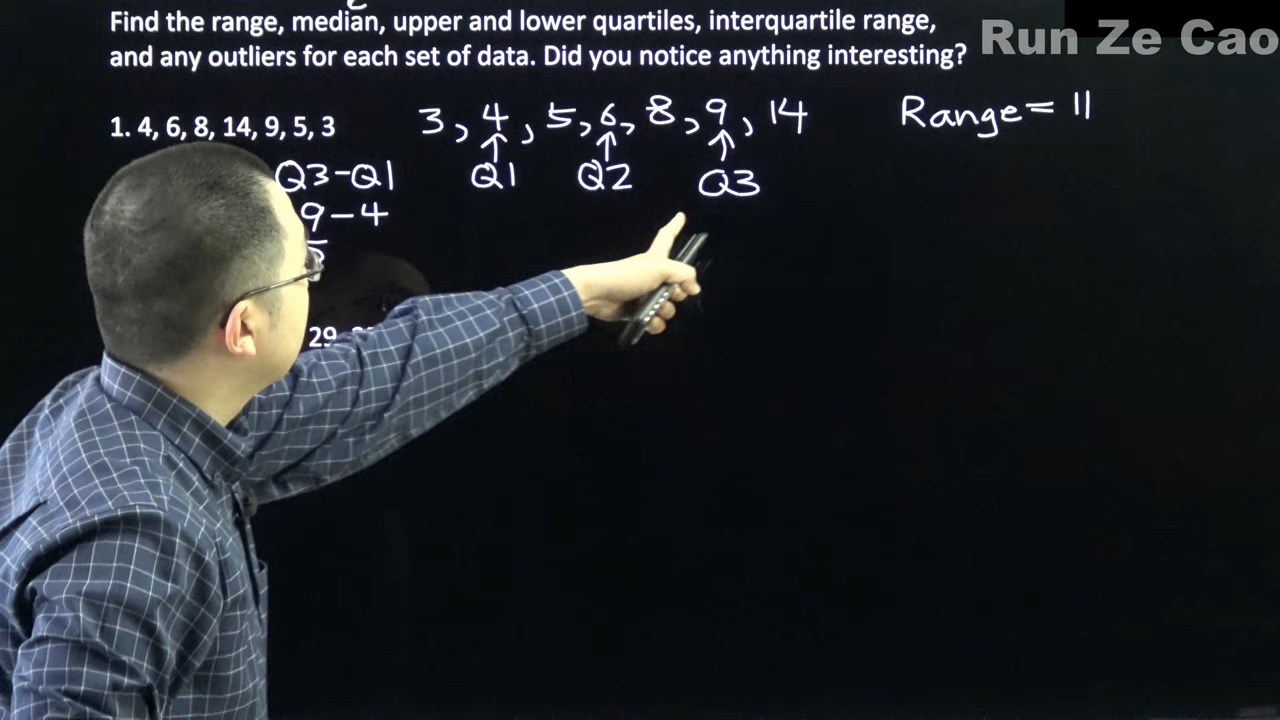 Find the range, median, upper and lower quartiles, interquartile range,
and any outliers for each set of data. Did you notice anything interesting?
Run Ze Cao
1. 4, 6, 8, 14, 9, 5, 3
3, 4, 5, 6, 8, 9, 14
Range = 11
Q3-Q1
Q1 Q2 Q3
9-4
29